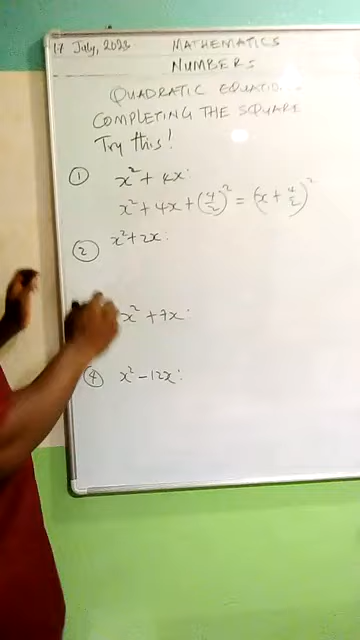 17 July, 2023
MATHEMATICS
NUMBERS
QUADRATIC EQUATION
COMPLETING THE SQUARE
Try this!
① x² + 4x:
x² + 4x + (4/2)² = (x + 4/2)²
② x² + 2x:
x² + 7x:
④ x² - 12x: